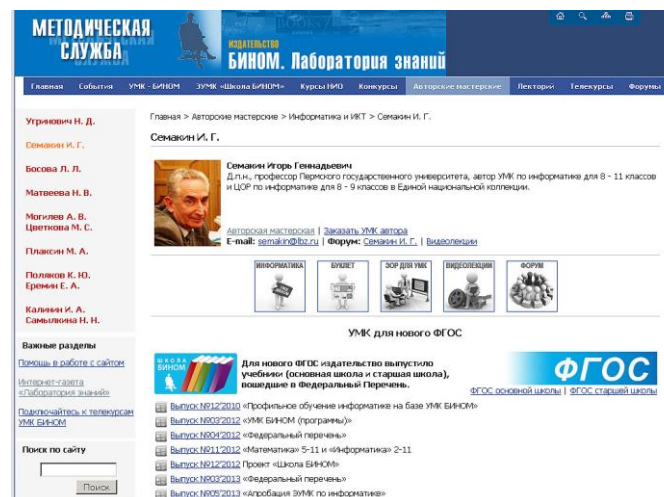 МЕТОДИЧЕСКАЯ
СЛУЖБА
ИЗДАТЕЛЬСТВО
БИНОМ. Лаборатория знаний
Главная События УМК - БИНОМ ЭУМК «Школа БИНОМ» Курсы НИО Конкурсы Авторские мастерские Лекторий Телекурсы Форумы
Угринович Н. Д.
Семакин И. Г.
Босова Л. Л.
Матвеева Н. В.
Могилев А. В.
Цветкова М. С.
Плаксин М. А.
Поляков К. Ю.
Еремин Е. А.
Калинин И. А.
Самылкина Н. Н.
Важные разделы
Помощь в работе с сайтом
Интернет-газета
«Лаборатория знаний»
Подключайтесь к телекурсам
УМК БИНОМ
Поиск по сайту
Поиск
Главная > Авторские мастерские > Информатика и ИКТ > Семакин И. Г.
Семакин И. Г.
Семакин Игорь Геннадьевич
Д.п.н., профессор Пермского государственного университета, автор УМК по информатике для 8 - 11 классов
и ЦОР по информатике для 8 - 9 классов в Единой национальной коллекции.
Авторская мастерская | Заказать УМК автора
E-mail: semakin@lbz.ru | Форум: Семакин И. Г. | Видеолекции
ИНФОРМАТИКА БУКЛЕТ ЭОР ДЛЯ УМК ВИДЕОЛЕКЦИИ ФОРУМ
УМК для нового ФГОС
ШКОЛА
БИНОМ
Для нового ФГОС издательство выпустило
учебники (основная школа и старшая школа),
вошедшие в Федеральный Перечень.
ФГОС
ФГОС основной школы | ФГОС старшей школы
Выпуск №12'2010 «Профильное обучение информатике на базе УМК БИНОМ»
Выпуск №03'2012 «УМК БИНОМ (программы)»
Выпуск №04'2012 «Федеральный перечень»
Выпуск №11'2012 «Математика» 5-11 и «Информатика» 2-11
Выпуск №12'2012 Проект «Школа БИНОМ»
Выпуск №03'2013 «Федеральный перечень»
Выпуск №05'2013 «Апробация ЭУМК по информатике»